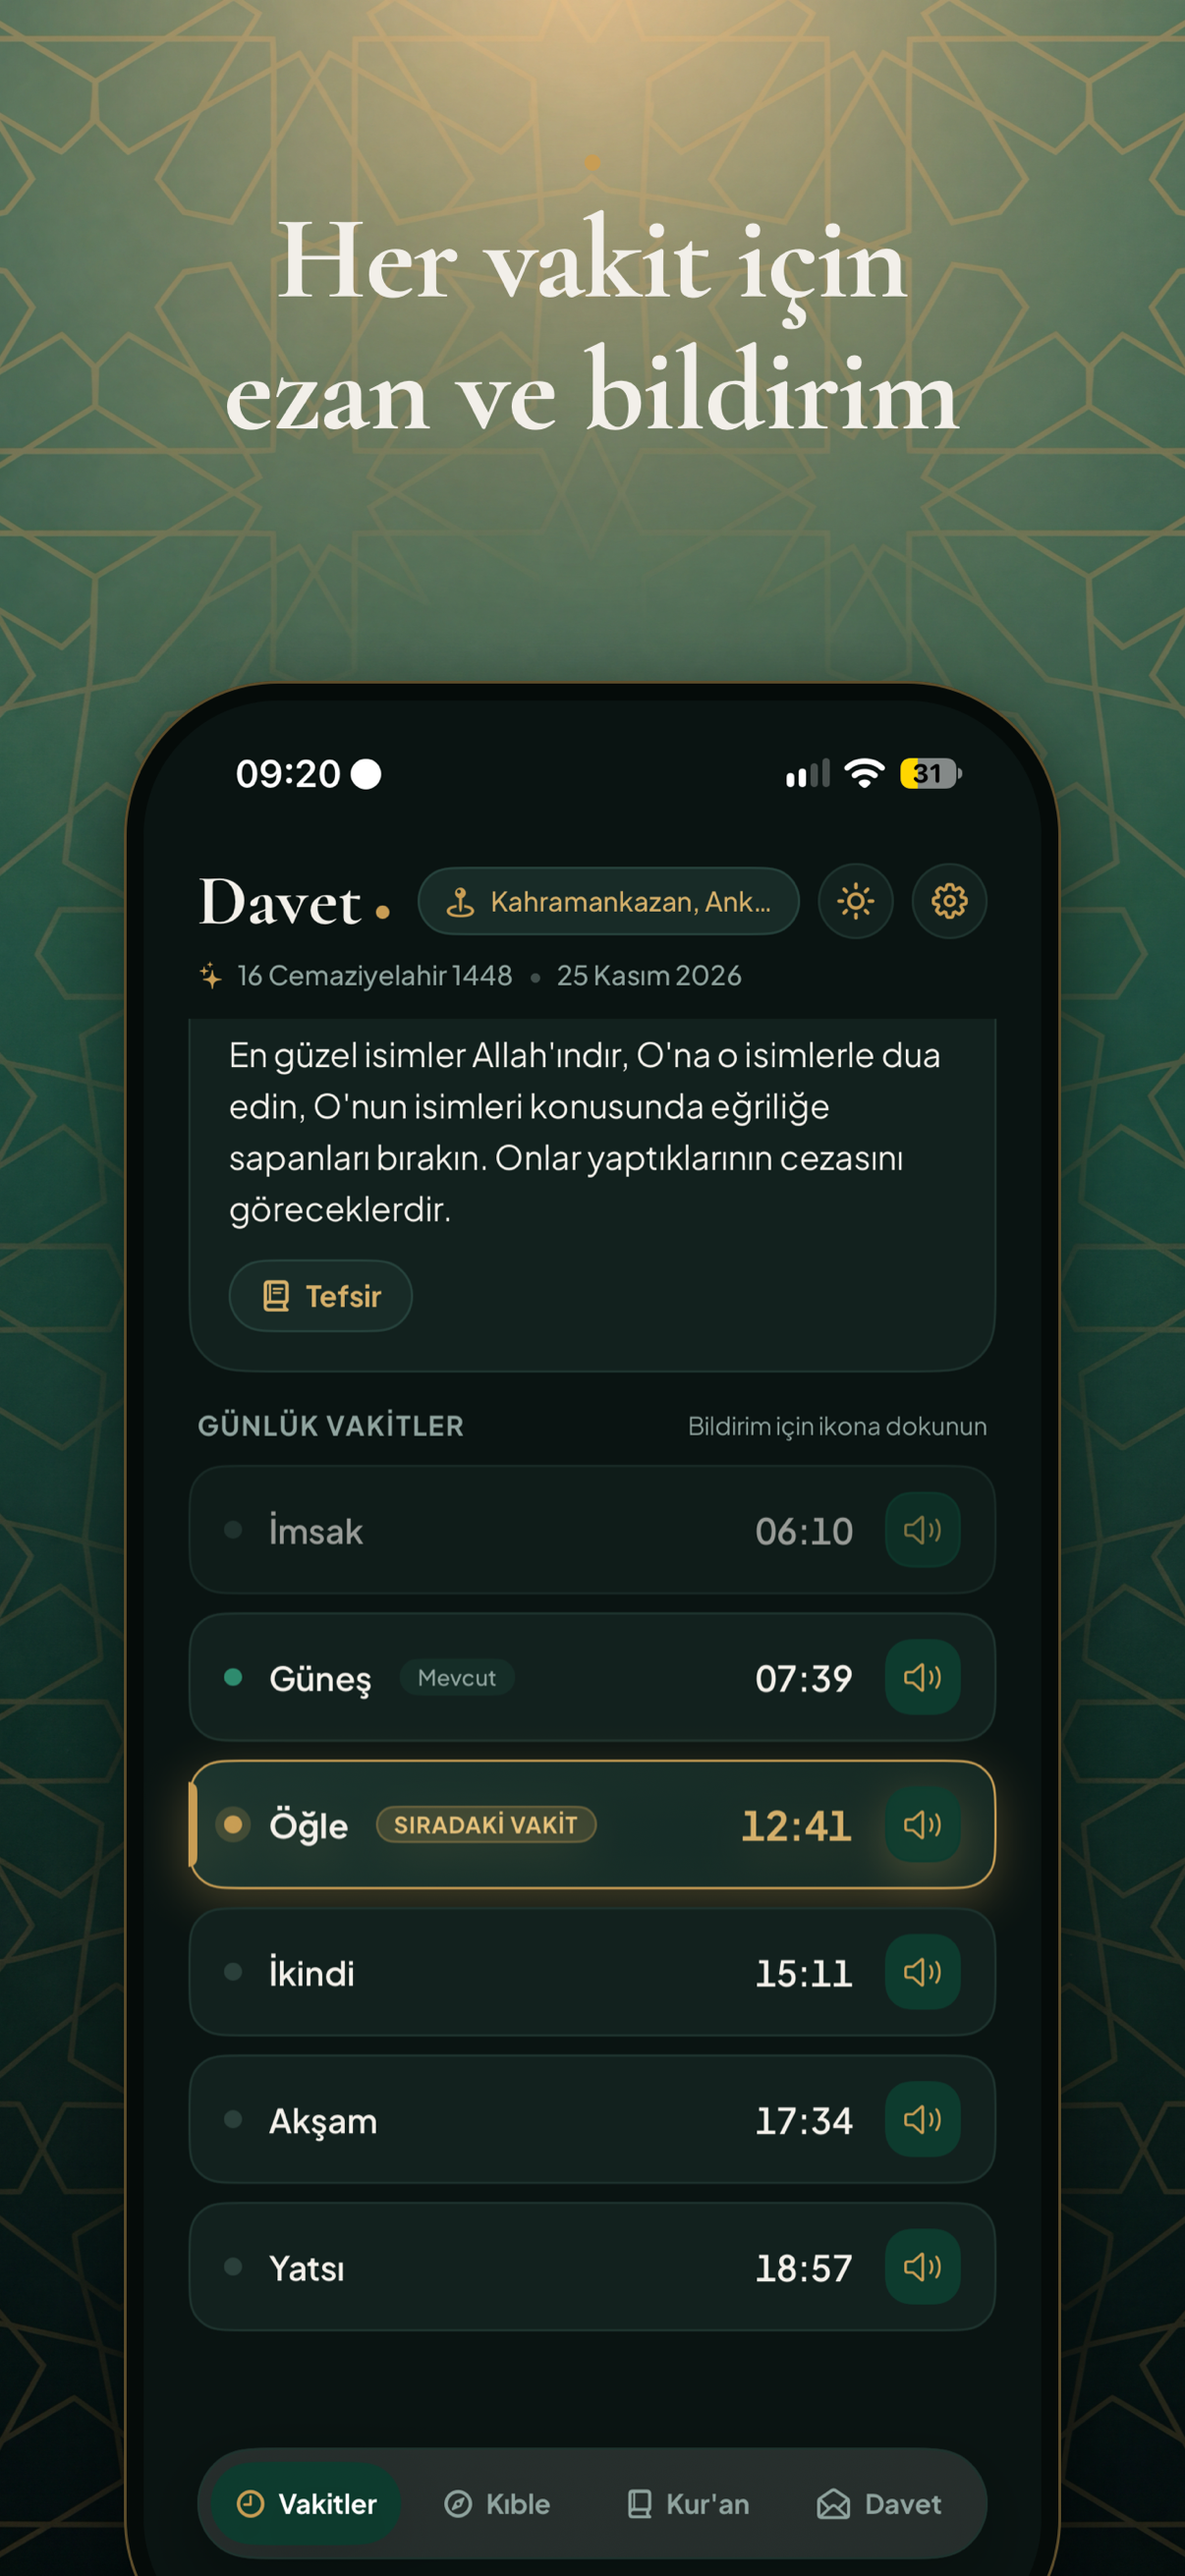 Her vakit için
ezan ve bildirim
09:20
31
Davet
Kahramankazan, Ank...
16 Cemaziyelahir 1448 • 25 Kasım 2026
En güzel isimler Allah'ındır, O'na o isimlerle dua
edin, O'nun isimleri konusunda eğriliğe
sapanları bırakın. Onlar yaptıklarının cezasını
göreceklerdir.
Tefsir
GÜNLÜK VAKİTLER Bildirim için ikona dokunun
İmsak 06:10
Güneş Mevcut 07:39
Öğle SIRADAKİ VAKİT 12:41
İkindi 15:11
Akşam 17:34
Yatsı 18:57
Vakitler Kıble Kur'an Davet